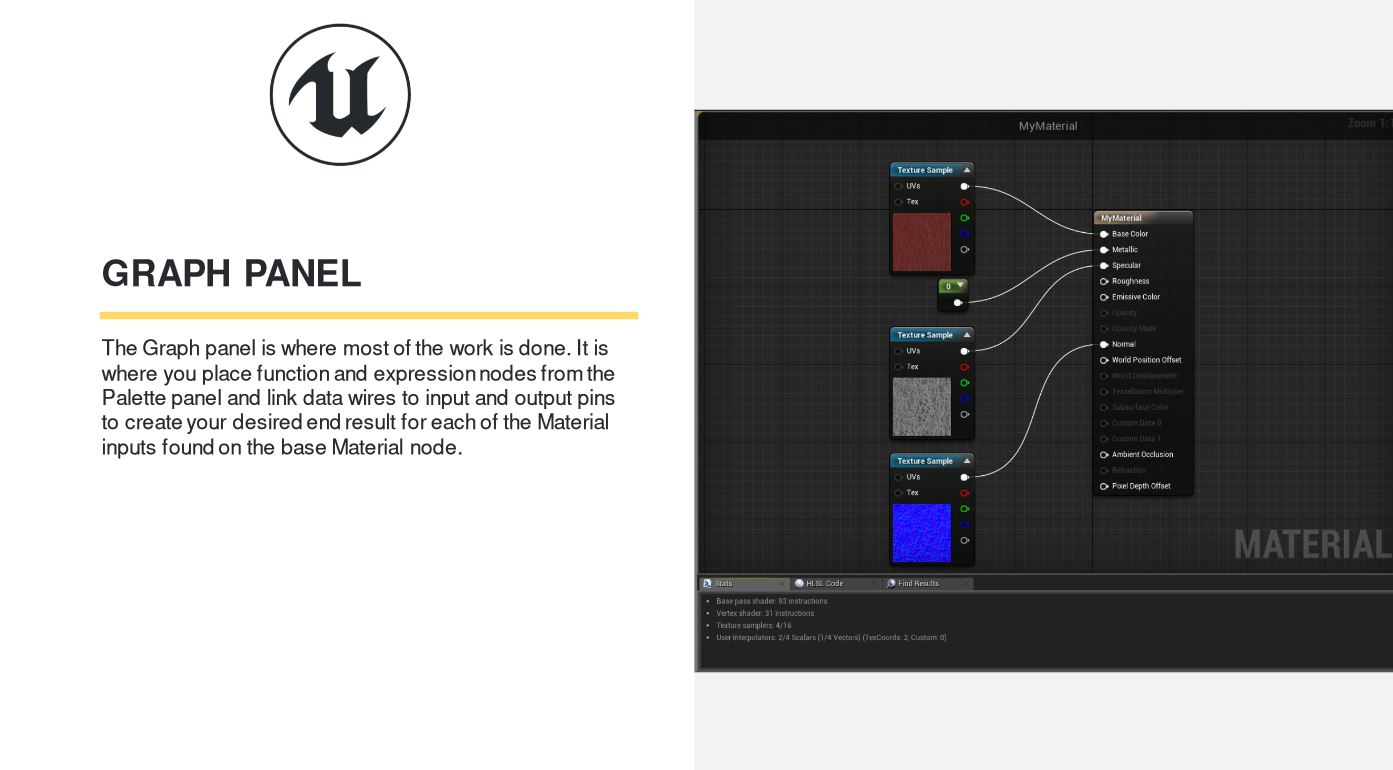 GRAPH PANEL
The Graph panel is where most of the work is done. It is
where you place function and expression nodes from the
Palette panel and link data wires to input and output pins
to create your desired end result for each of the Material
inputs found on the base Material node.
MyMaterial
Zoom 1:1
Texture Sample
UVs
Tex
0
Texture Sample
UVs
Tex
Texture Sample
UVs
Tex
MyMaterial
Base Color
Metallic
Specular
Roughness
Emissive Color
Opacity
Opacity Mask
Normal
World Position Offset
World Displacement
Tessellation Multiplier
Subsurface Color
Custom Data 0
Custom Data 1
Ambient Occlusion
Refraction
Pixel Depth Offset
MATERIAL
Stats
HLSL Code
Find Results
Base pass shader: 93 instructions
Vertex shader: 31 instructions
Texture samplers: 4/16
User interpolators: 2/4 Scalars (1/4 Vectors) (TexCoords: 2, Custom: 0)